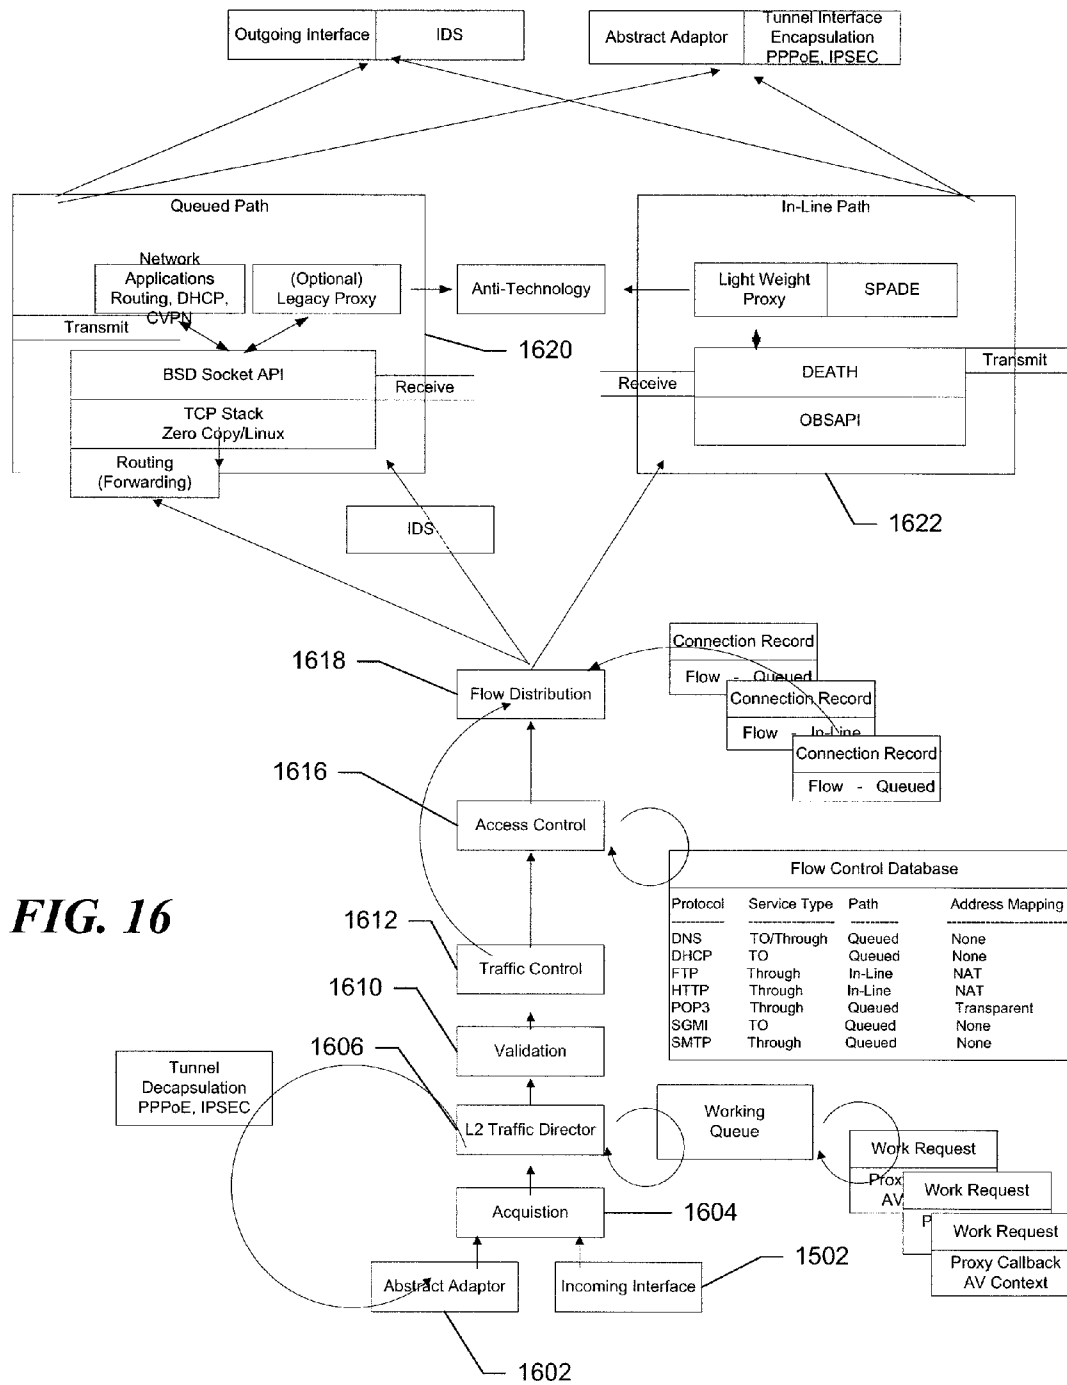 Outgoing Interface
IDS
Abstract Adaptor
Tunnel Interface
Encapsulation
PPPoE, IPSEC
Queued Path
In-Line Path
Network
Applications
Routing, DHCP,
CVPN
(Optional)
Legacy Proxy
Anti-Technology
Light Weight
Proxy
SPADE
Transmit
1620
BSD Socket API
Receive
TCP Stack
Zero Copy/Linux
Routing
(Forwarding)
Receive
DEATH
Transmit
OBSAPI
1622
IDS
1618
Flow Distribution
Connection Record
Flow - Queued
Connection Record
Flow - In-Line
Connection Record
Flow - Queued
1616
Access Control
FIG. 16
Flow Control Database
Protocol Service Type Path Address Mapping
DNS TO/Through Queued None
DHCP TO Queued None
FTP Through In-Line NAT
HTTP Through In-Line NAT
POP3 Through Queued Transparent
SGMI TO Queued None
SMTP Through Queued None
1612
Traffic Control
1610
Validation
1606
Tunnel
Decapsulation
PPPoE, IPSEC
L2 Traffic Director
Working
Queue
Work Request
Prox
AV
Work Request
P
Work Request
Proxy Callback
AV Context
Acquistion
1604
1502
Abstract Adaptor
Incoming Interface
1602